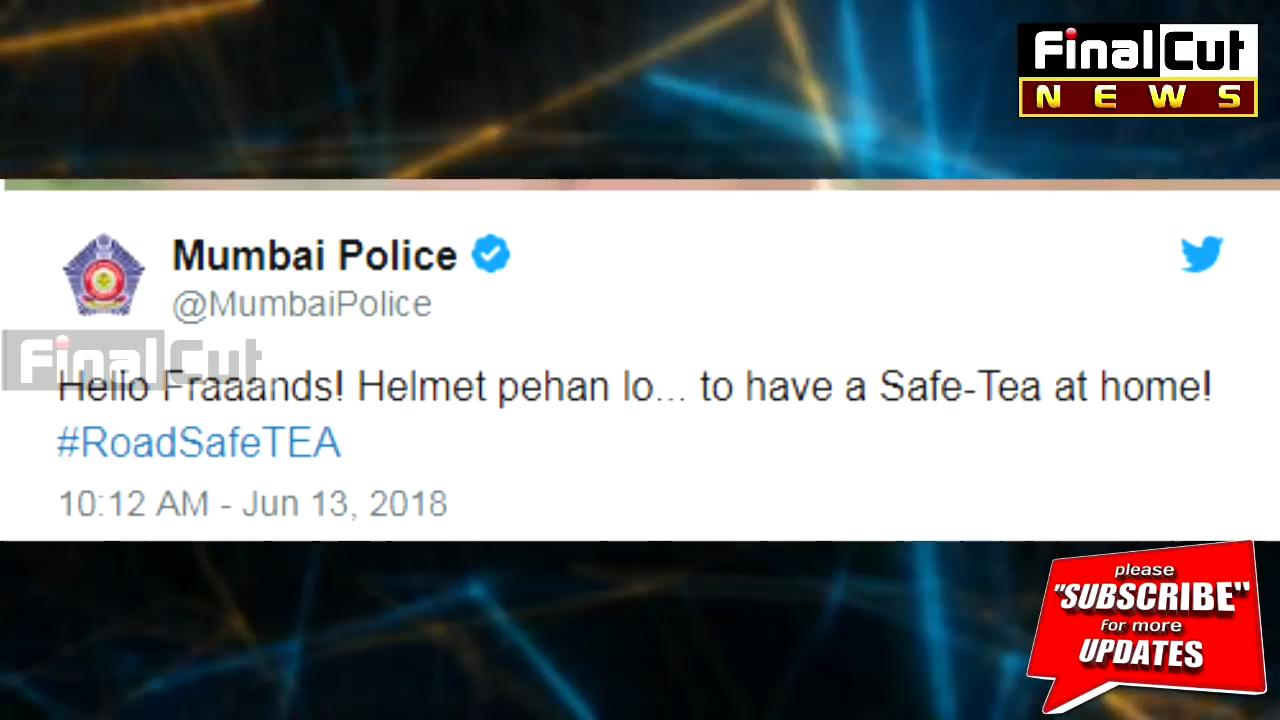 Final Cut
NEWS
Mumbai Police
@MumbaiPolice
Final Cut
Hello Fraaands! Helmet pehan lo... to have a Safe-Tea at home!
#RoadSafeTEA
10:12 AM - Jun 13, 2018
please
"SUBSCRIBE"
for more
UPDATES